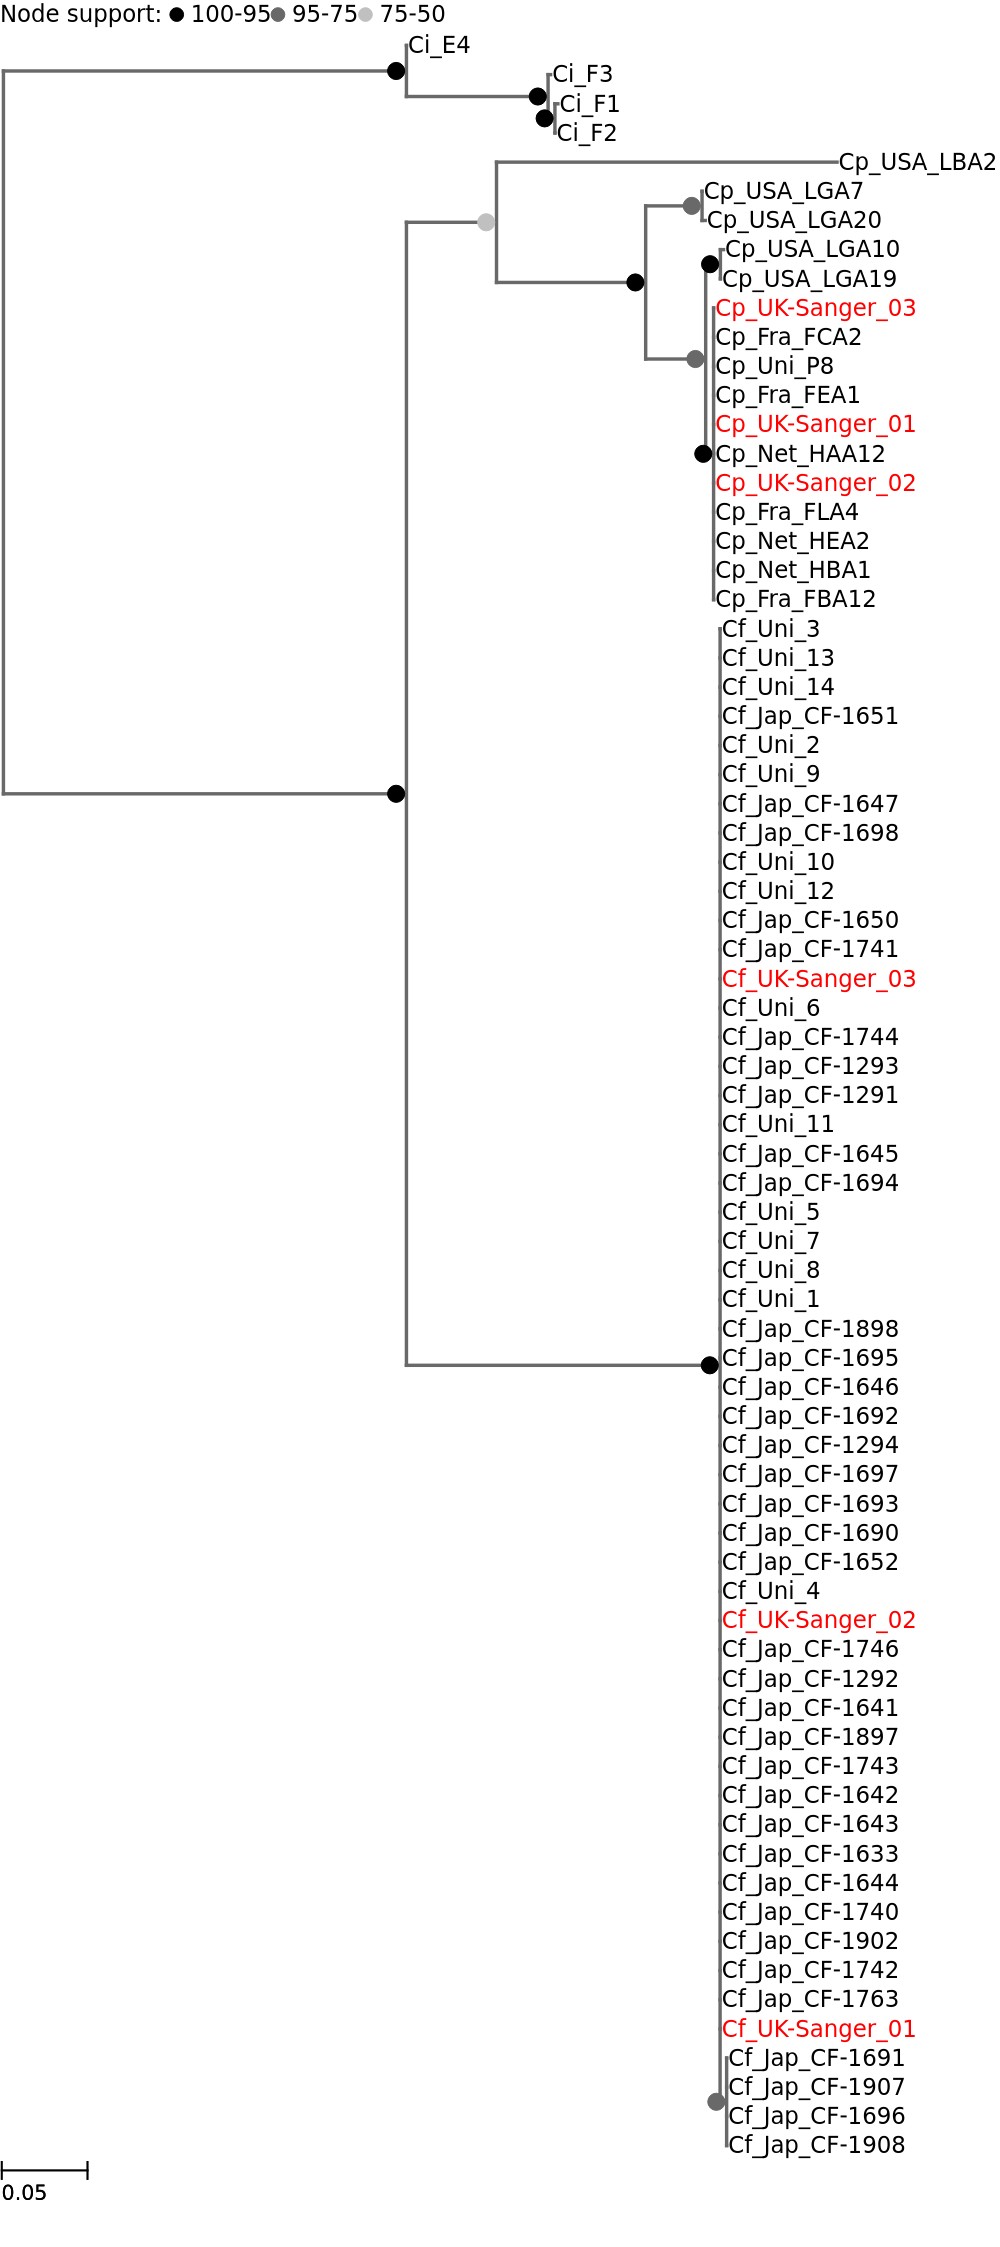 Node support: 100-95 95-75 75-50
Ci_E4
Ci_F3
Ci_F1
Ci_F2
Cp_USA_LBA2
Cp_USA_LGA7
Cp_USA_LGA20
Cp_USA_LGA10
Cp_USA_LGA19
Cp_UK-Sanger_03
Cp_Fra_FCA2
Cp_Uni_P8
Cp_Fra_FEA1
Cp_UK-Sanger_01
Cp_Net_HAA12
Cp_UK-Sanger_02
Cp_Fra_FLA4
Cp_Net_HEA2
Cp_Net_HBA1
Cp_Fra_FBA12
Cf_Uni_3
Cf_Uni_13
Cf_Uni_14
Cf_Jap_CF-1651
Cf_Uni_2
Cf_Uni_9
Cf_Jap_CF-1647
Cf_Jap_CF-1698
Cf_Uni_10
Cf_Uni_12
Cf_Jap_CF-1650
Cf_Jap_CF-1741
Cf_UK-Sanger_03
Cf_Uni_6
Cf_Jap_CF-1744
Cf_Jap_CF-1293
Cf_Jap_CF-1291
Cf_Uni_11
Cf_Jap_CF-1645
Cf_Jap_CF-1694
Cf_Uni_5
Cf_Uni_7
Cf_Uni_8
Cf_Uni_1
Cf_Jap_CF-1898
Cf_Jap_CF-1695
Cf_Jap_CF-1646
Cf_Jap_CF-1692
Cf_Jap_CF-1294
Cf_Jap_CF-1697
Cf_Jap_CF-1693
Cf_Jap_CF-1690
Cf_Jap_CF-1652
Cf_Uni_4
Cf_UK-Sanger_02
Cf_Jap_CF-1746
Cf_Jap_CF-1292
Cf_Jap_CF-1641
Cf_Jap_CF-1897
Cf_Jap_CF-1743
Cf_Jap_CF-1642
Cf_Jap_CF-1643
Cf_Jap_CF-1633
Cf_Jap_CF-1644
Cf_Jap_CF-1740
Cf_Jap_CF-1902
Cf_Jap_CF-1742
Cf_Jap_CF-1763
Cf_UK-Sanger_01
Cf_Jap_CF-1691
Cf_Jap_CF-1907
Cf_Jap_CF-1696
Cf_Jap_CF-1908
0.05